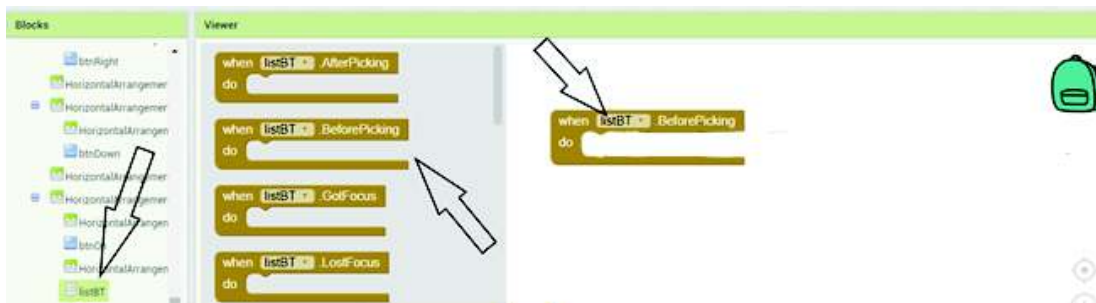 Blocks
Viewer
btnRight
HorizontalArrangemer
HorizontalArrangemer
HorizontalArrangen
btnDown
HorizontalArrangemer
HorizontalArrangemer
HorizontalArrangen
HorizontalArrangen
listBT
when listBT .AfterPicking
do
when listBT .BeforePicking
do
when listBT .GotFocus
do
when listBT .LostFocus
do
when listBT .BeforePicking
do